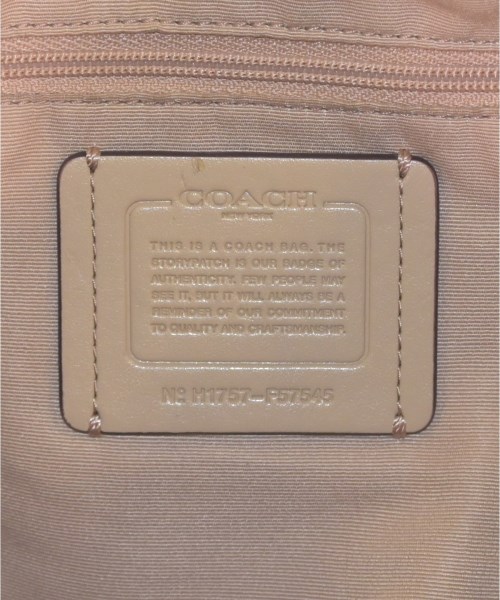 COACH
NEW YORK
THIS IS A COACH BAG. THE
STORYPATCH IS OUR BADGE OF
AUTHENTICITY. FEW PEOPLE MAY
SEE IT, BUT IT WILL ALWAYS BE A
REMINDER OF OUR COMMITMENT
TO QUALITY AND CRAFTSMANSHIP.
Nº H1757-F57545